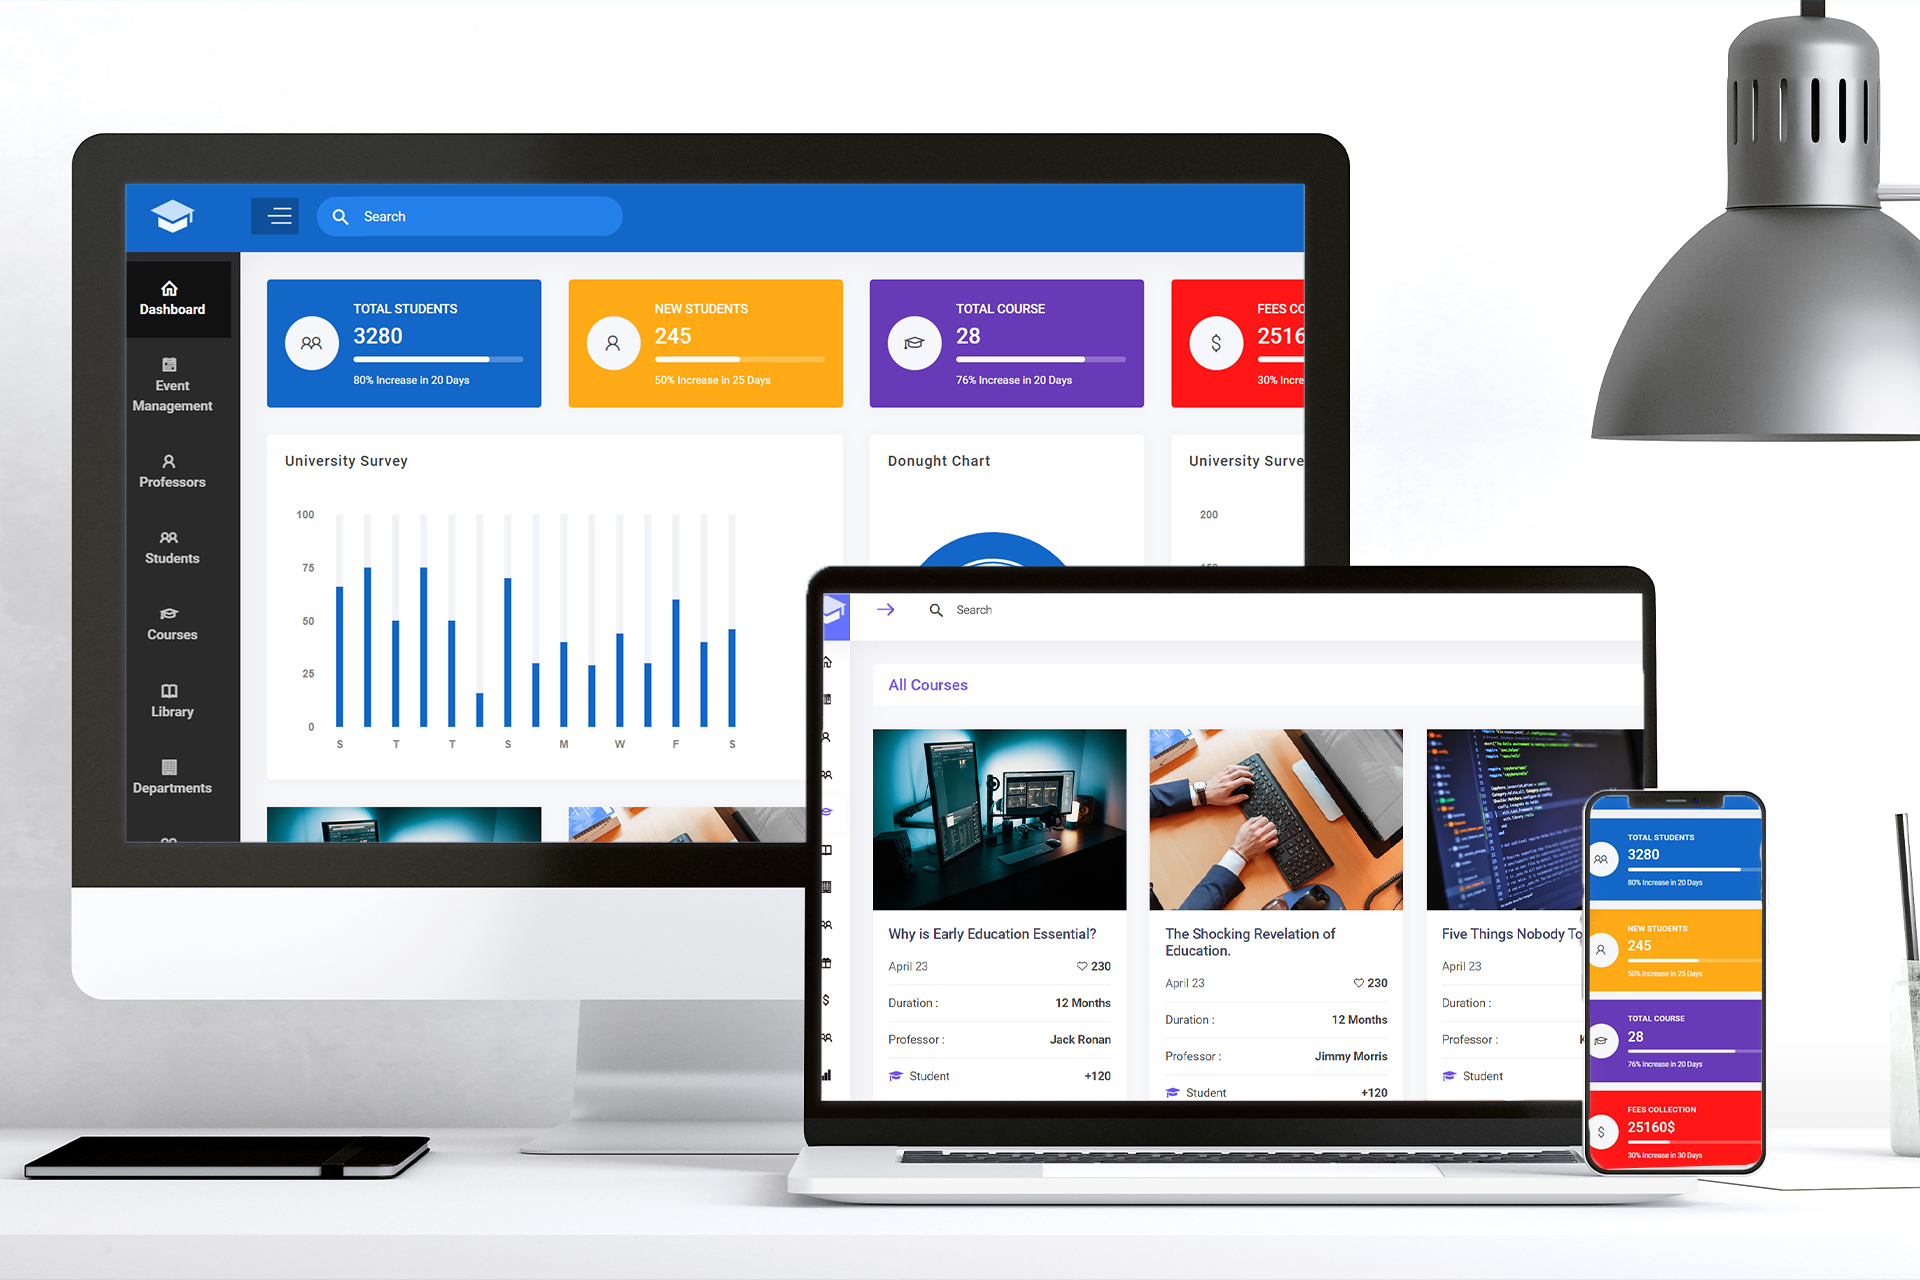 Search
Dashboard
Event
Management
Professors
Students
Courses
Library
Departments
TOTAL STUDENTS
3280
80% Increase in 20 Days
NEW STUDENTS
245
50% Increase in 25 Days
TOTAL COURSE
28
76% Increase in 20 Days
FEES CO
2516
30% Incre
University Survey
100
75
50
25
0
S T T S M W F S
Donught Chart
University Surve
200
Search
All Courses
Why is Early Education Essential?
April 23 230
Duration : 12 Months
Professor : Jack Ronan
Student +120
The Shocking Revelation of
Education.
April 23 230
Duration : 12 Months
Professor : Jimmy Morris
Student +120
Five Things Nobody To
April 23
Duration :
Professor :
Student
TOTAL STUDENTS
3280
80% Increase in 20 Days
NEW STUDENTS
245
50% Increase in 25 Days
TOTAL COURSE
28
76% Increase in 20 Days
FEES COLLECTION
25160$
30% Increase in 30 Days